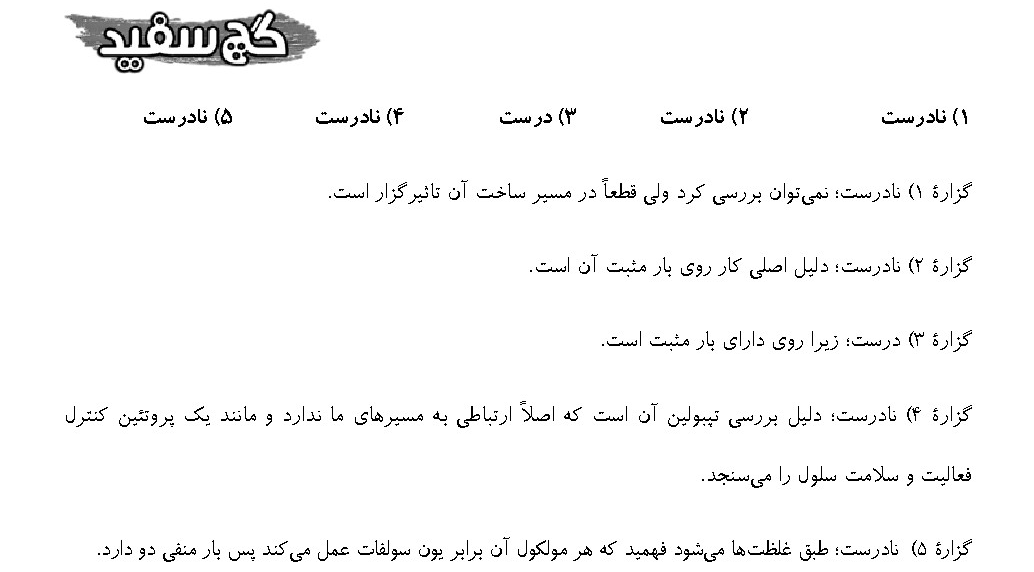 گچ سفید
۱) نادرست ۲) نادرست ۳) درست ۴) نادرست ۵) نادرست
گزارهٔ ۱) نادرست؛ نمی‌توان بررسی کرد ولی قطعاً در مسیر ساخت آن تاثیرگزار است.
گزارهٔ ۲) نادرست؛ دلیل اصلی کار روی بار مثبت آن است.
گزارهٔ ۳) درست؛ زیرا روی دارای بار مثبت است.
گزارهٔ ۴) نادرست؛ دلیل بررسی تیبولین آن است که اصلاً ارتباطی به مسیرهای ما ندارد و مانند یک پروتئین کنترل
فعالیت و سلامت سلول را می‌سنجد.
گزارهٔ ۵) نادرست؛ طبق غلظت‌ها می‌شود فهمید که هر مولکول آن برابر یون سولفات عمل می‌کند پس بار منفی دو دارد.